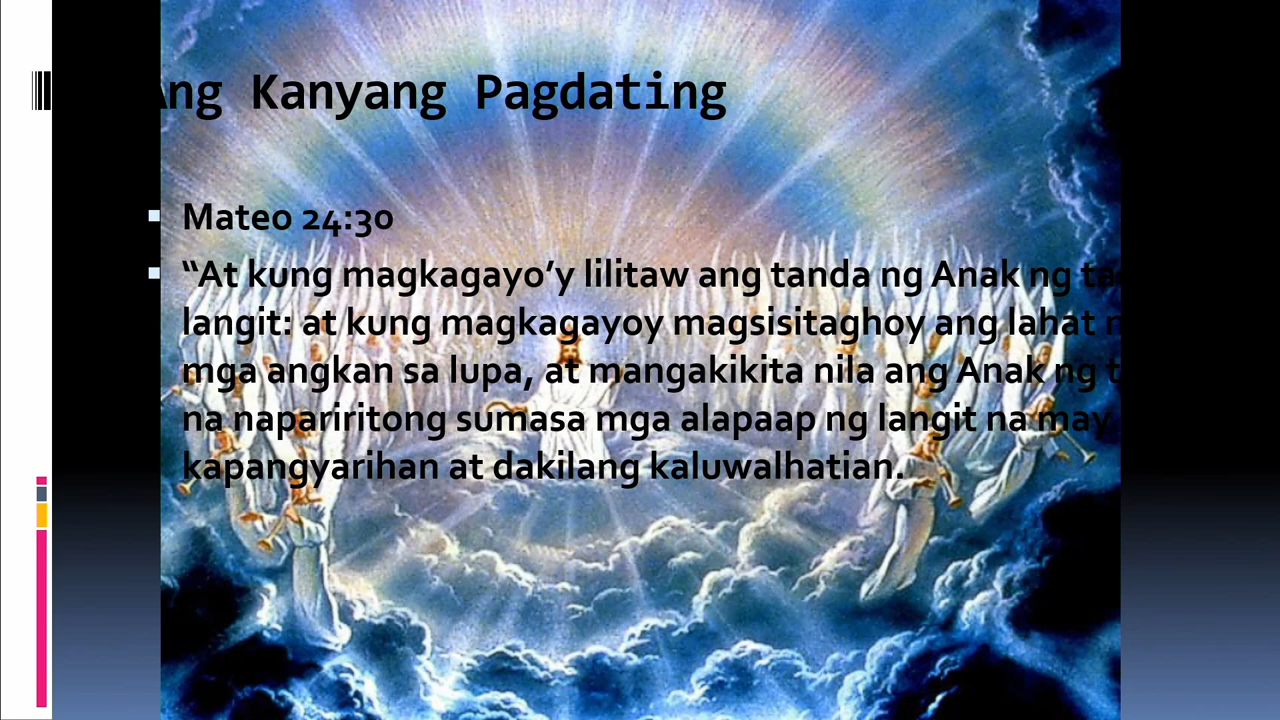 Ang Kanyang Pagdating
Mateo 24:30
“At kung magkagayo’y lilitaw ang tanda ng Anak ng
langit: at kung magkagayoy magsisitaghoy ang lahat
mga angkan sa lupa, at mangakikita nila ang Anak ng
na napaririitong sumasa mga alapaap ng langit na may
kapangyarihan at dakilang kaluwalhatian.